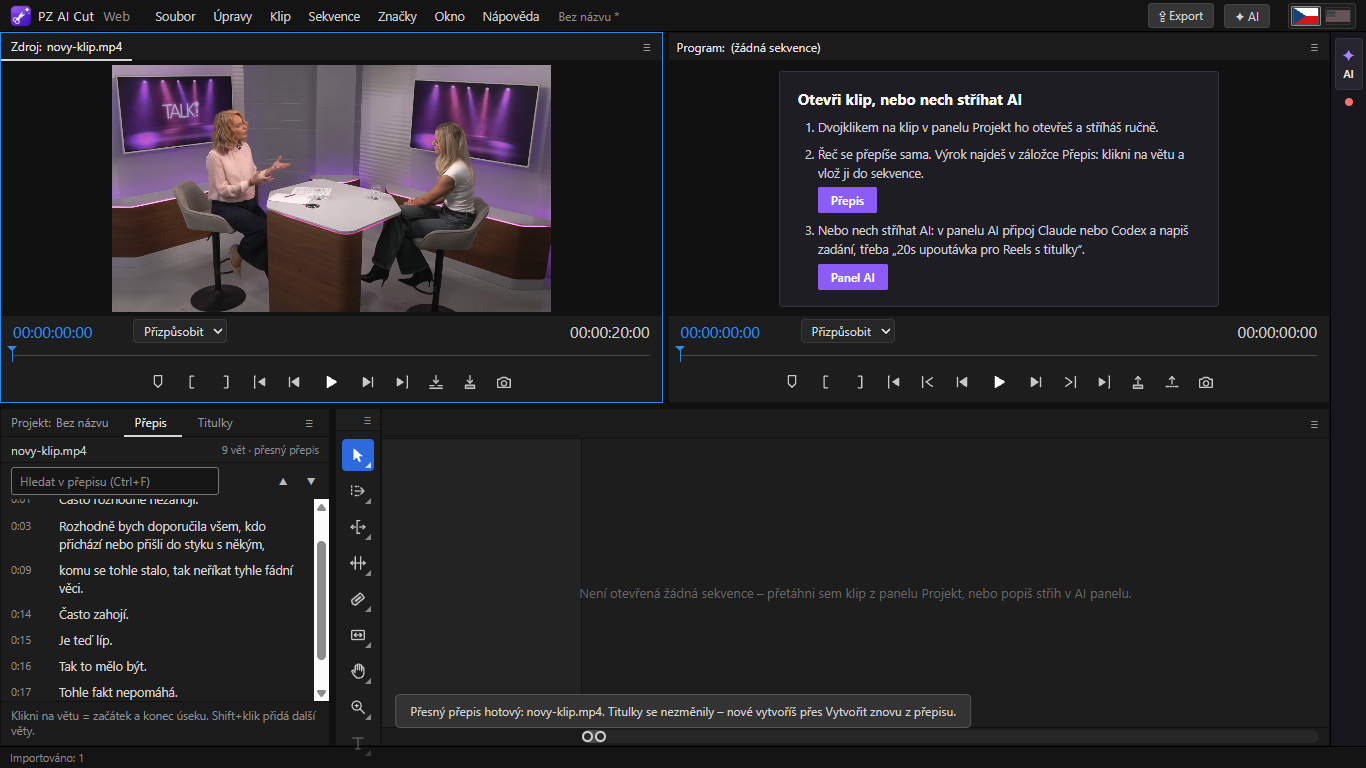 PZ AI Cut Web Soubor Úpravy Klip Sekvence Značky Okno Nápověda Bez názvu * Export AI
Zdroj: novy-klip.mp4
TALK!
00:00:00:00 Přizpůsobit 00:00:20:00
Program: (žádná sekvence)
Otevři klip, nebo nech stříhat AI
1. Dvojklikem na klip v panelu Projekt ho otevřeš a stříháš ručně.
2. Řeč se přepíše sama. Výrok najdeš v záložce Přepis: klikni na větu a
vlož ji do sekvence.
Přepis
3. Nebo nech stříhat AI: v panelu AI připoj Claude nebo Codex a napiš
zadání, třeba „20s upoutávka pro Reels s titulky“.
Panel AI
00:00:00:00 Přizpůsobit 00:00:00:00
AI
Projekt: Bez názvu Přepis Titulky
novy-klip.mp4 9 vět · přesný přepis
Hledat v přepisu (Ctrl+F)
0:01 Často rozhodně nezahojí.
0:03 Rozhodně bych doporučila všem, kdo
přichází nebo přišli do styku s někým,
0:09 komu se tohle stalo, tak neříkat tyhle fádní
věci.
0:14 Často zahojí.
0:15 Je teď líp.
0:16 Tak to mělo být.
0:17 Tohle fakt nepomáhá.
Klikni na větu = začátek a konec úseku. Shift+klik přidá další
věty.
Není otevřená žádná sekvence – přetáhni sem klip z panelu Projekt, nebo popiš střih v AI panelu.
Přesný přepis hotový: novy-klip.mp4. Titulky se nezměnily – nové vytvoříš přes Vytvořit znovu z přepisu.
Importováno: 1